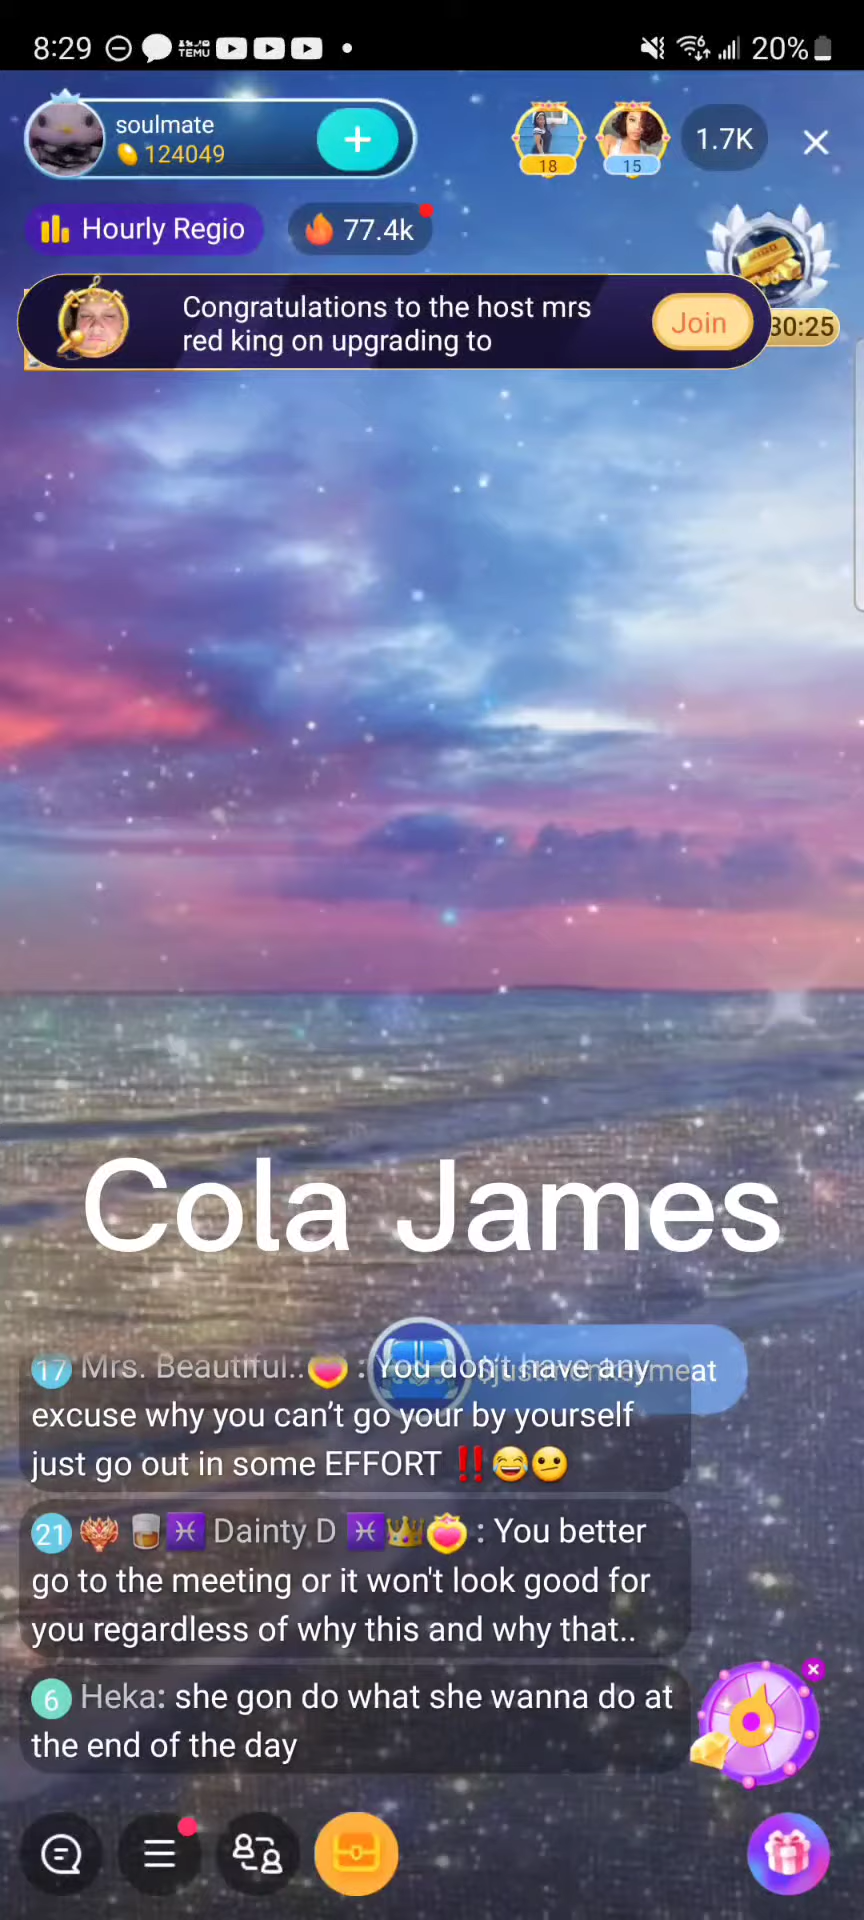 8:29
TEMU
20%
soulmate
124049
18
15
1.7K
Hourly Regio
77.4k
Congratulations to the host mrs
red king on upgrading to
Join
30:25
Cola James
17 Mrs. Beautiful.. : You don't have any
excuse why you can’t go your by yourself
just go out in some EFFORT ‼️😂🫤
21 🥃♓ Dainty D ♓👑 : You better
go to the meeting or it won't look good for
you regardless of why this and why that..
6 Heka: she gon do what she wanna do at
the end of the day